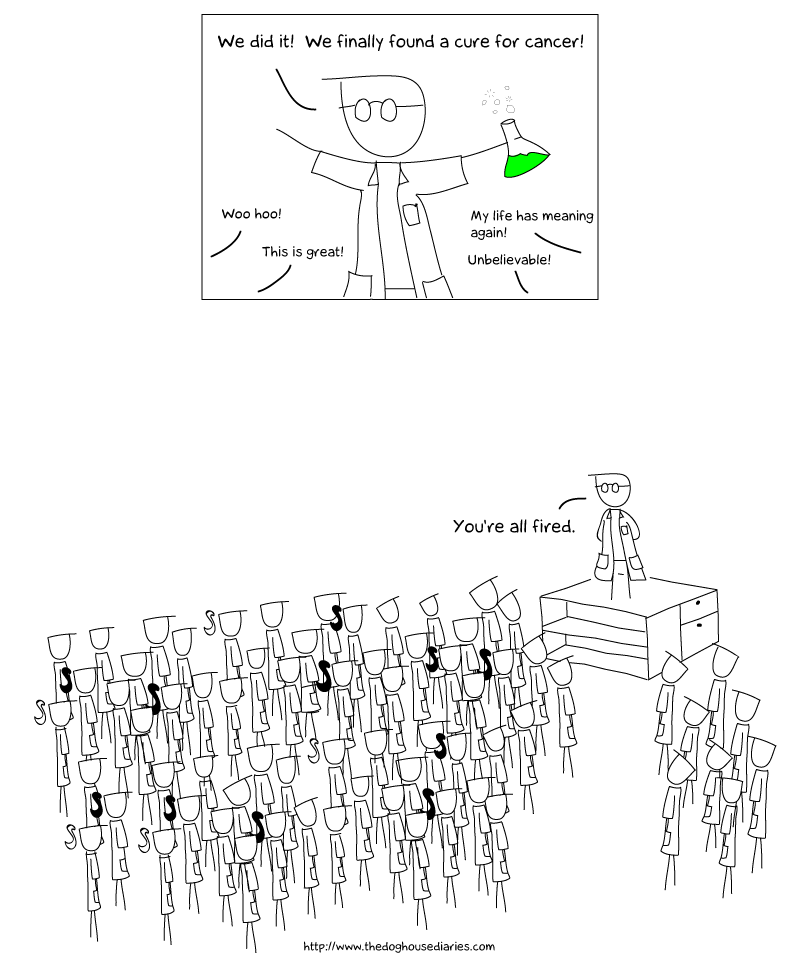 We did it! We finally found a cure for cancer!
Woo hoo!
This is great!
My life has meaning
again!
Unbelievable!
You're all fired.
http://www.thedoghousediaries.com